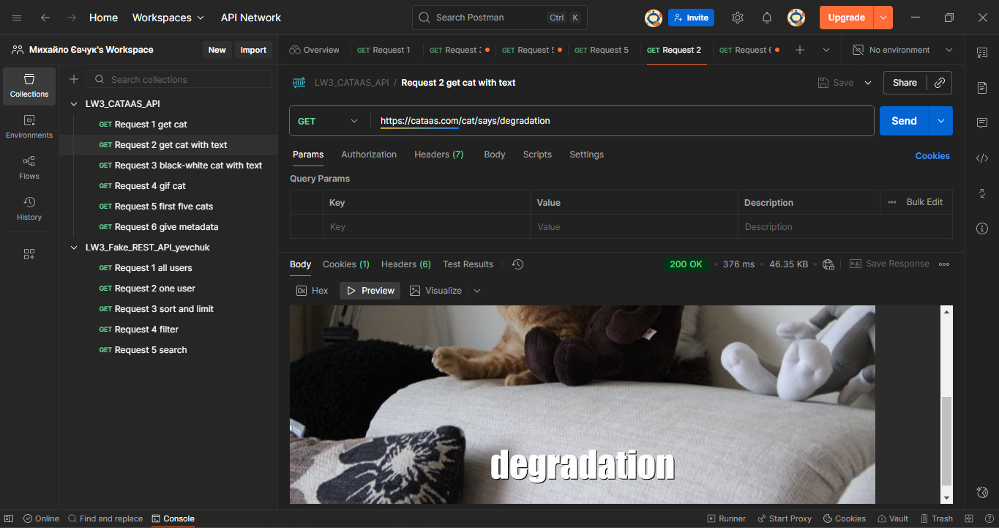 Home Workspaces API Network Search Postman Ctrl K Invite Upgrade
Михайло Євчук's Workspace New Import
Overview GET Request 1 GET Request GET Request GET Request 5 GET Request 2 GET Request No environment
Collections
Environments
Flows
History
Search collections
LW3_CATAAS_API
GET Request 1 get cat
GET Request 2 get cat with text
GET Request 3 black-white cat with text
GET Request 4 gif cat
GET Request 5 first five cats
GET Request 6 give metadata
LW3_Fake_REST_API_yevchuk
GET Request 1 all users
GET Request 2 one user
GET Request 3 sort and limit
GET Request 4 filter
GET Request 5 search
HTTP LW3_CATAAS_API / Request 2 get cat with text Save Share
GET https://cataas.com/cat/says/degradation Send
Params Authorization Headers (7) Body Scripts Settings Cookies
Query Params
Key Value Description Bulk Edit
Key Value Description
Body Cookies (1) Headers (6) Test Results 200 OK 376 ms 46.35 KB e.g. Save Response
0x Hex Preview Visualize
degradation
Online Find and replace Console Runner Start Proxy Cookies Vault Trash